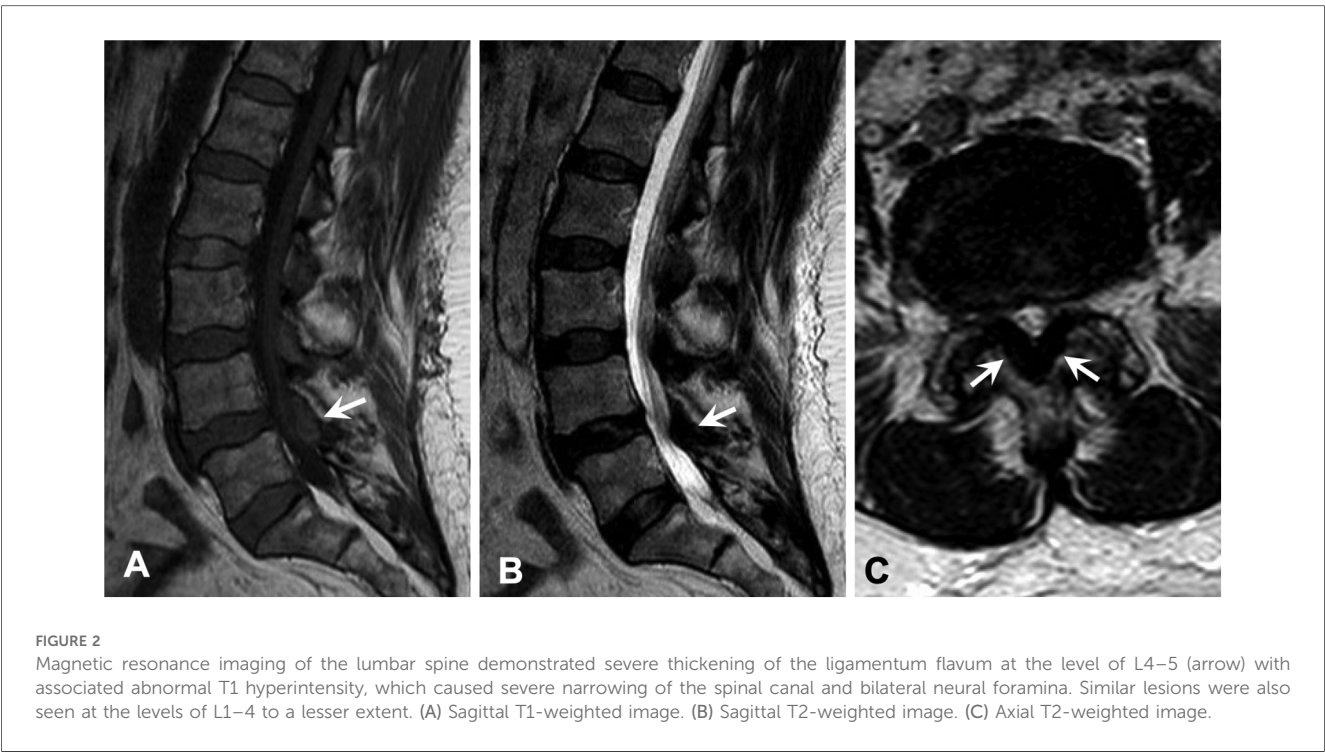 A
B
C
FIGURE 2
Magnetic resonance imaging of the lumbar spine demonstrated severe thickening of the ligamentum flavum at the level of L4–5 (arrow) with
associated abnormal T1 hyperintensity, which caused severe narrowing of the spinal canal and bilateral neural foramina. Similar lesions were also
seen at the levels of L1–4 to a lesser extent. (A) Sagittal T1-weighted image. (B) Sagittal T2-weighted image. (C) Axial T2-weighted image.